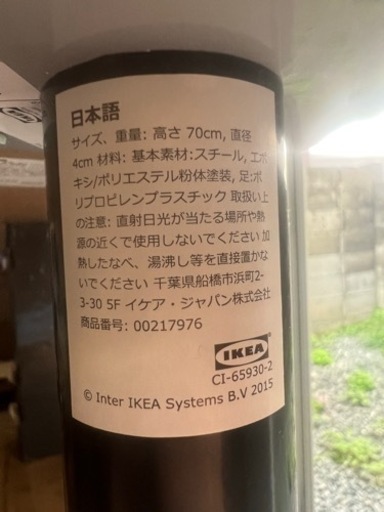 日本語
サイズ、重量: 高さ 70cm, 直径
4cm 材料: 基本素材:スチール, エポ
キシ/ポリエステル粉体塗装, 足:ポ
リプロピレンプラスチック 取扱い上
の注意: 直射日光が当たる場所や熱
源の近くで使用しないでください 加
熱したなべ、湯沸し等を直接置かな
いでください 千葉県船橋市浜町2-
3-30 5F イケア・ジャパン株式会社
商品番号: 00217976
IKEA
CI-65930-2
© Inter IKEA Systems B.V 2015